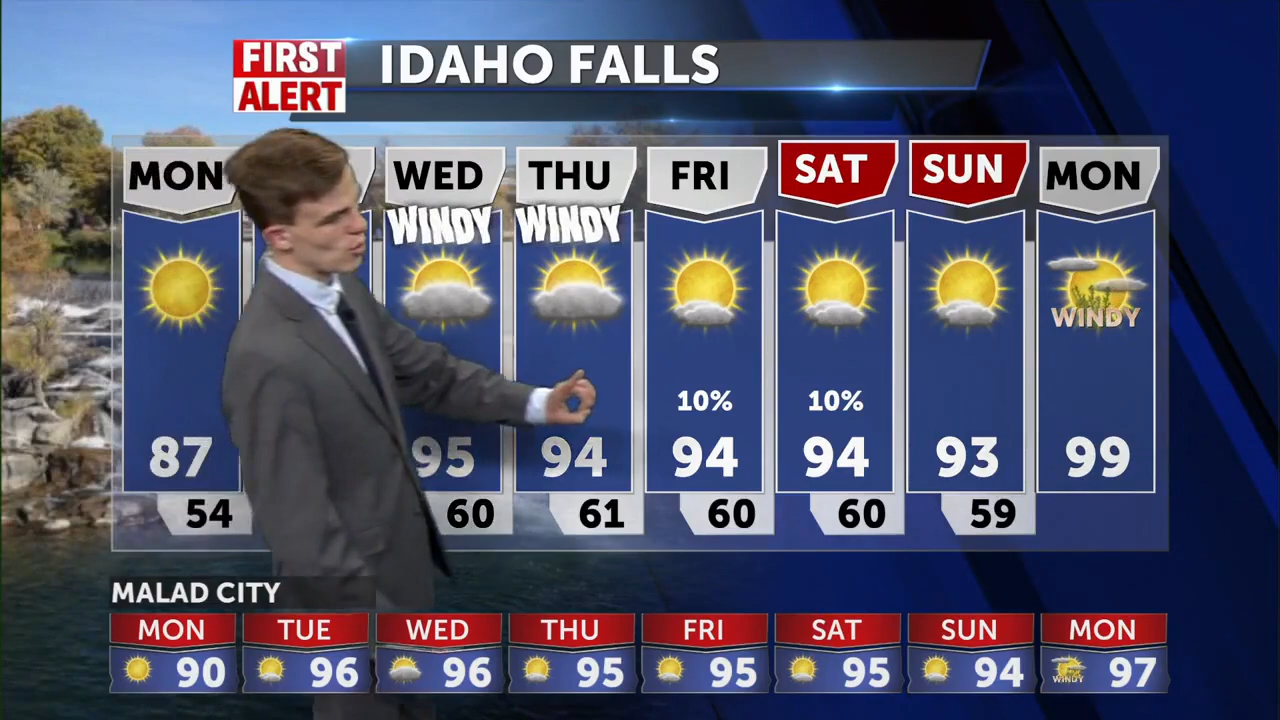 FIRST
ALERT
IDAHO FALLS
MON WED THU FRI SAT SUN MON
WINDY WINDY
WINDY
10% 10%
87 95 94 94 94 93 99
54 60 61 60 60 59
MALAD CITY
MON TUE WED THU FRI SAT SUN MON
90 96 96 95 95 95 94 97
WINDY